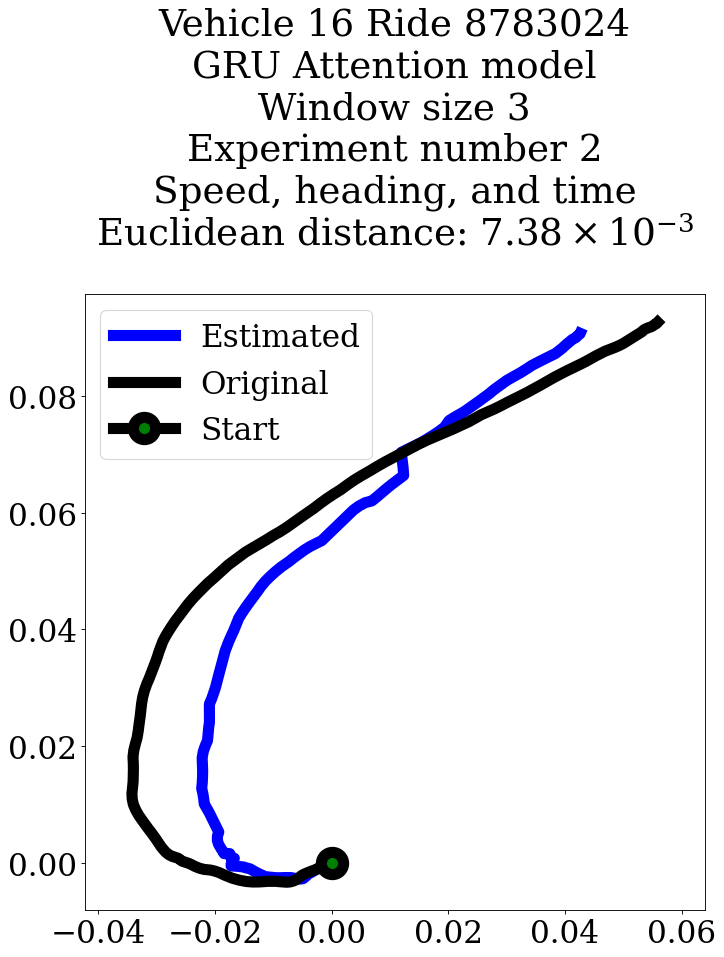 Vehicle 16 Ride 8783024
GRU Attention model
Window size 3
Experiment number 2
Speed, heading, and time
Euclidean distance: 7.38 × 10⁻³
Estimated
Original
Start
0.08
0.06
0.04
0.02
0.00
−0.04 −0.02 0.00 0.02 0.04 0.06